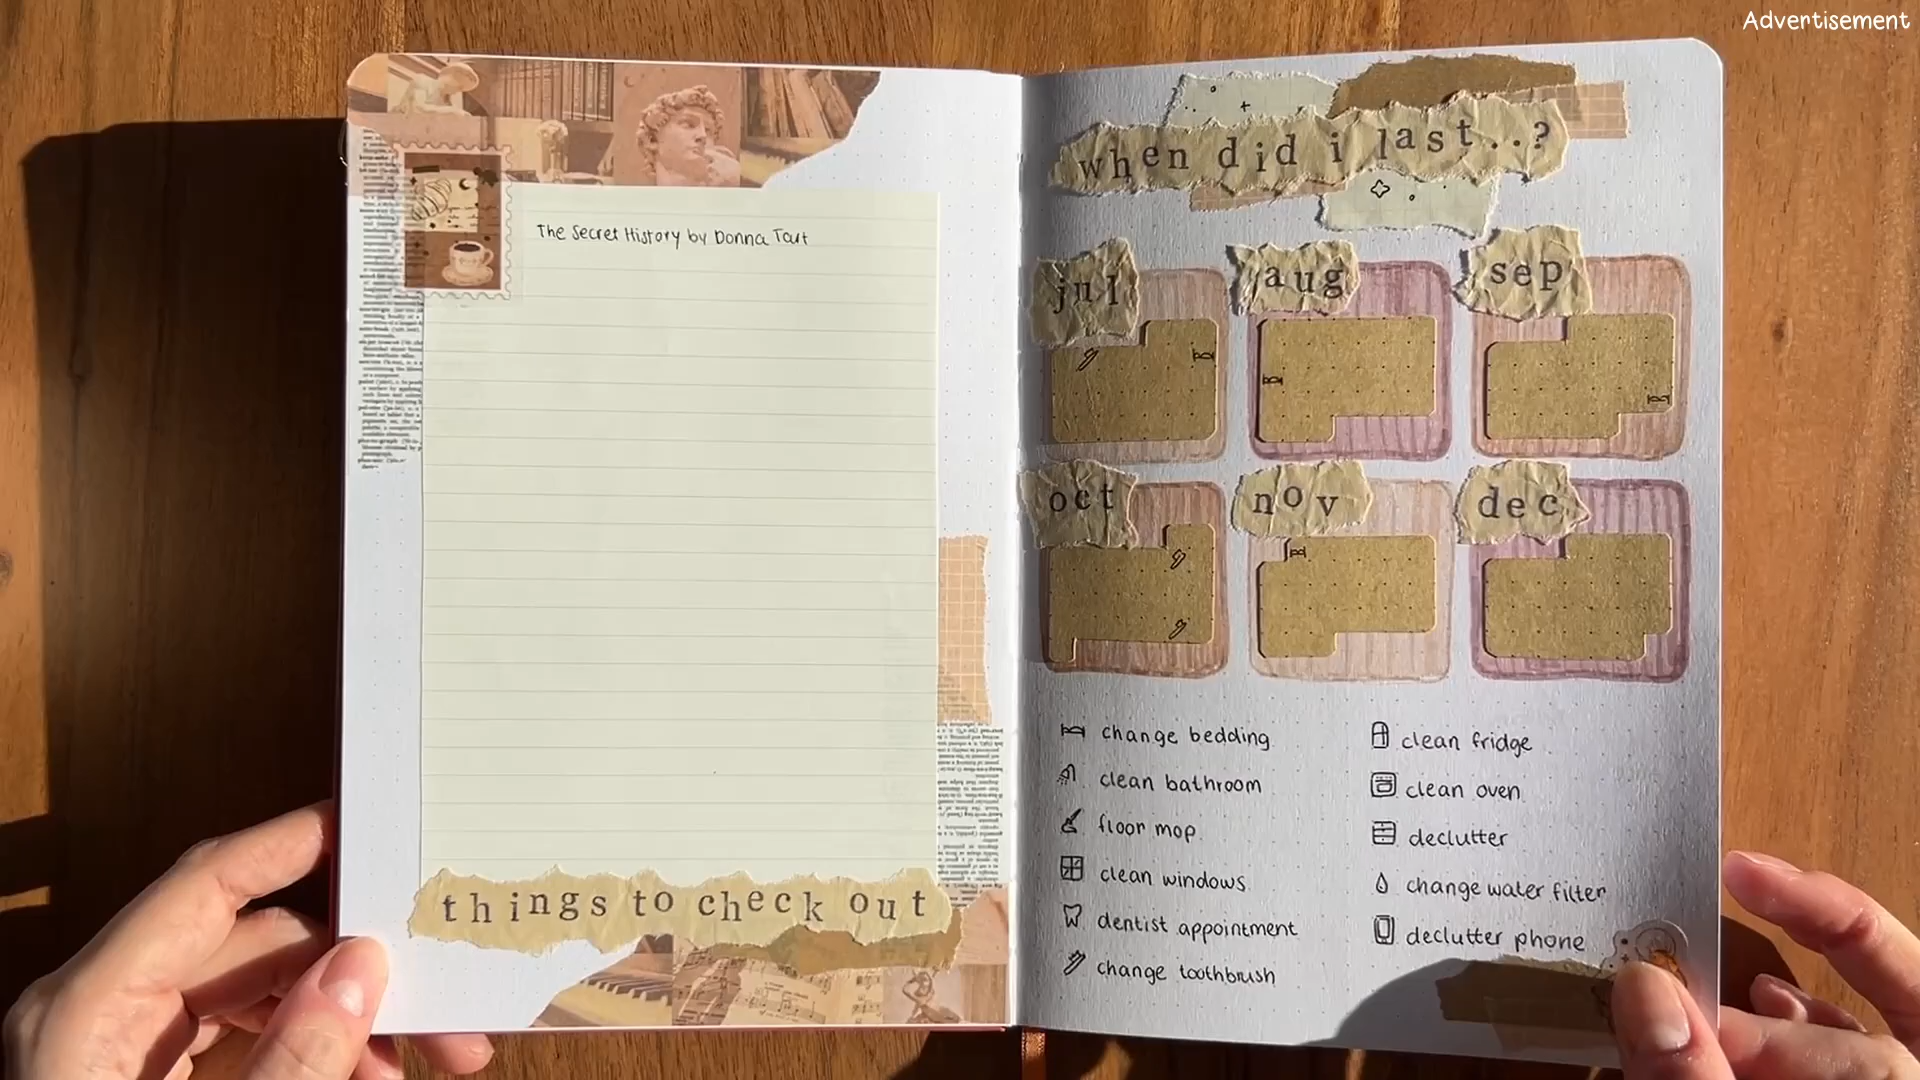 Advertisement
The Secret History by Donna Tart
things to check out
when did i last..?
jul
aug
sep
oct
nov
dec
change bedding
clean bathroom
floor mop
clean windows
dentist appointment
change toothbrush
clean fridge
clean oven
declutter
change water filter
declutter phone